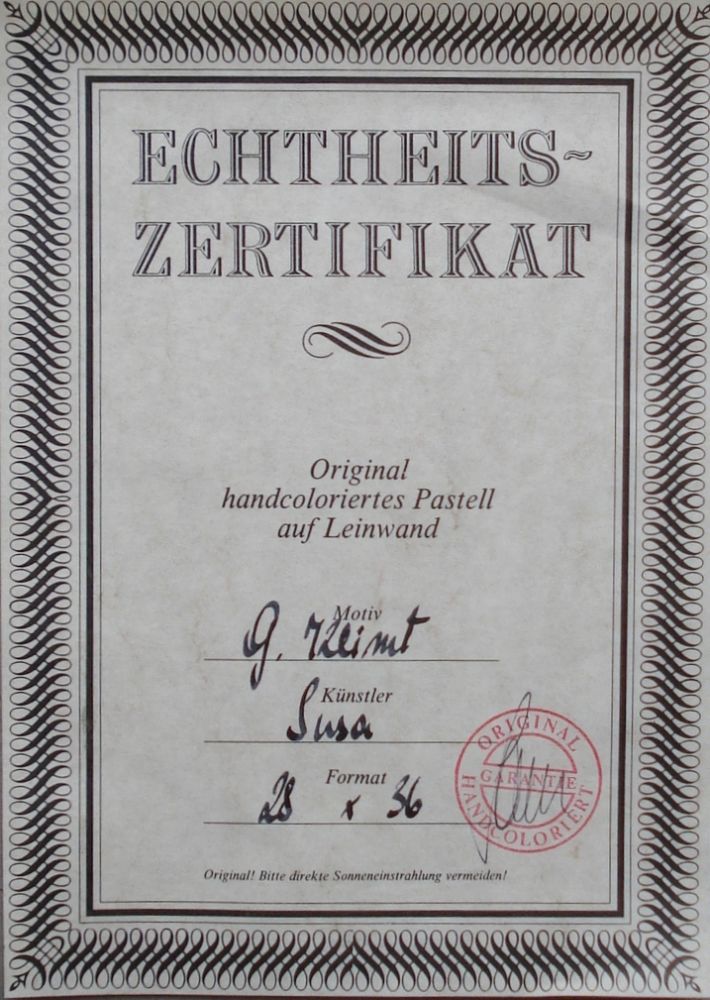 ECHTHEITS~
ZERTIFIKAT
Original
handcoloriertes Pastell
auf Leinwand
Motiv
G. Klimt
Künstler
Susa
Format
28 x 36
ORIGINAL
GARANTIE
HANDCOLORIERT
Original! Bitte direkte Sonneneinstrahlung vermeiden!